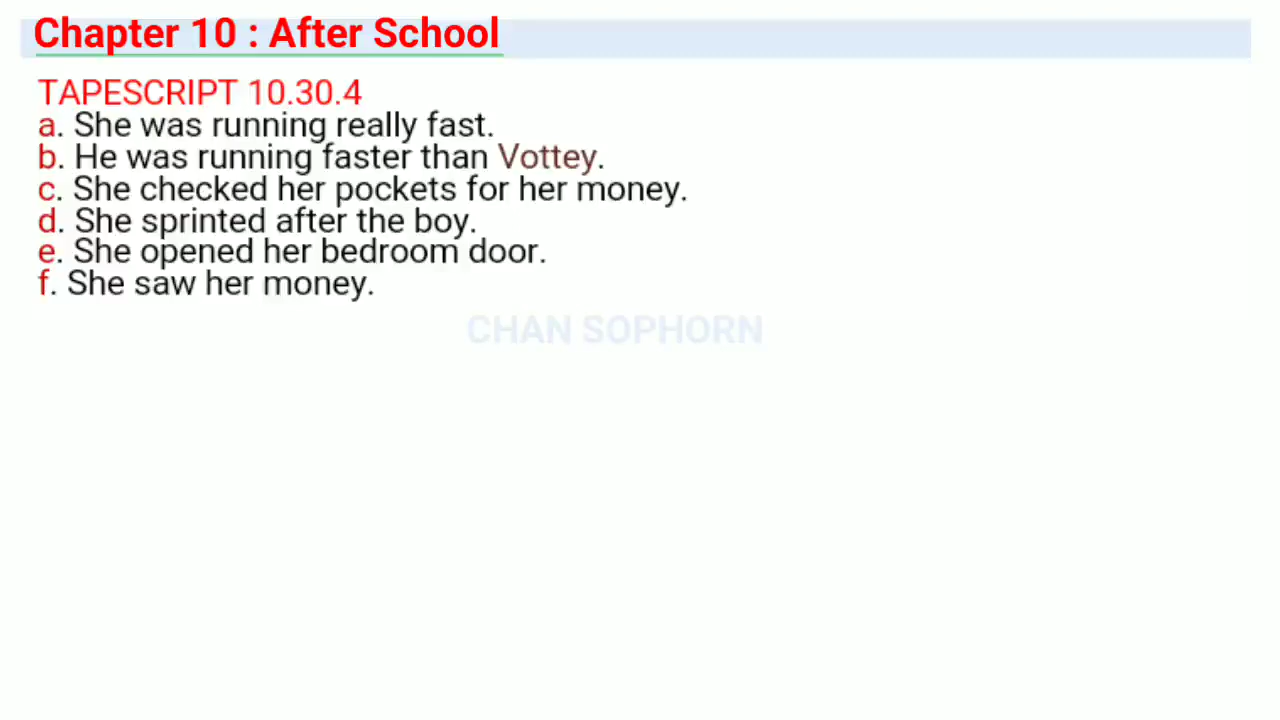 Chapter 10 : After School
TAPESCRIPT 10.30.4
a. She was running really fast.
b. He was running faster than Vottey.
c. She checked her pockets for her money.
d. She sprinted after the boy.
e. She opened her bedroom door.
f. She saw her money.
CHAN SOPHORN